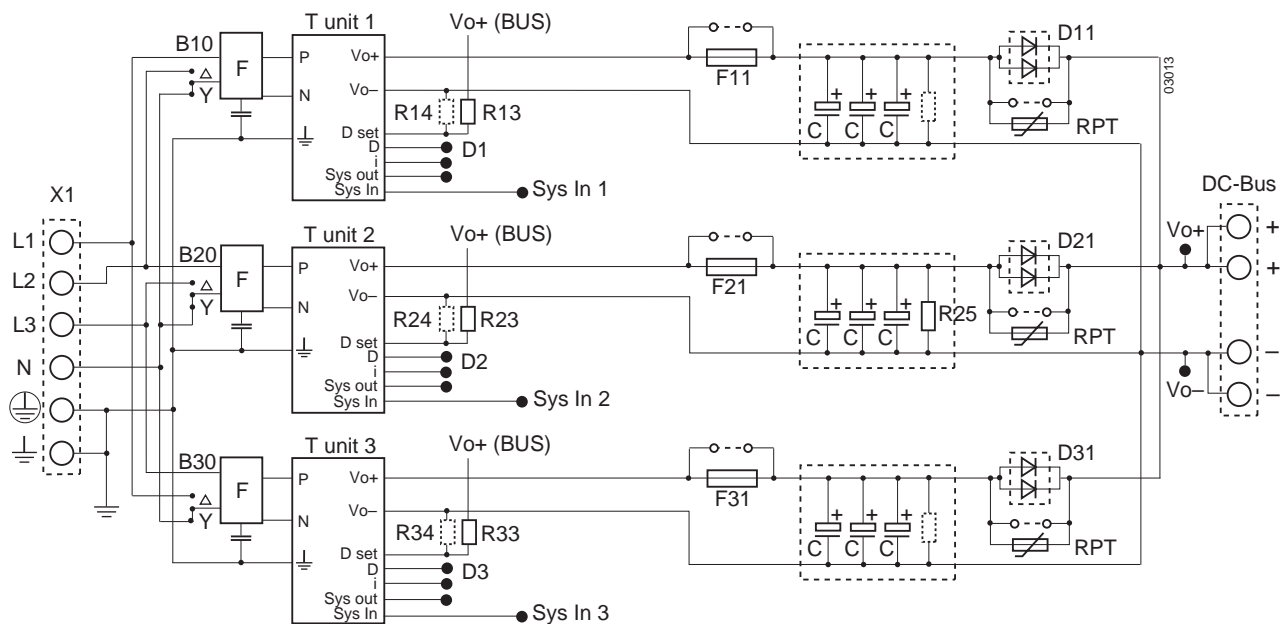 T unit 1
Vo+ (BUS)
B10
F
P
N
Vo+
Vo–
D set
D
i
Sys out
Sys In
R14
R13
D1
Sys In 1
F11
C
+
C
+
C
+
D11
RPT
03013
Δ
Y
X1
L1
L2
L3
N
T unit 2
Vo+ (BUS)
B20
F
P
N
Vo+
Vo–
D set
D
i
Sys out
Sys In
R24
R23
D2
Sys In 2
F21
C
+
C
+
C
+
R25
D21
RPT
Δ
Y
DC-Bus
Vo+
+
+
Vo–
–
–
T unit 3
Vo+ (BUS)
B30
F
P
N
Vo+
Vo–
D set
D
i
Sys out
Sys In
R34
R33
D3
Sys In 3
F31
C
+
C
+
C
+
D31
RPT
Δ
Y